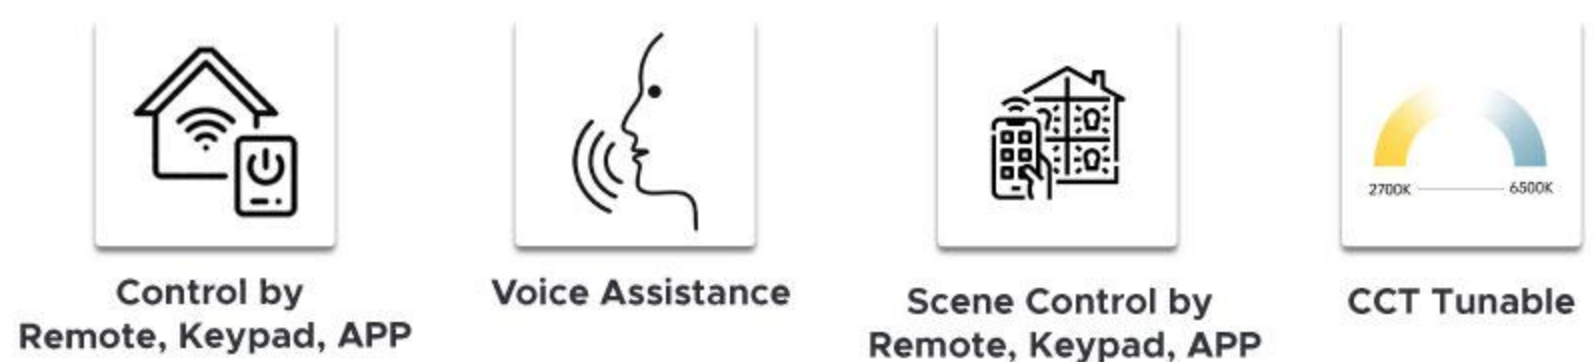 2700K
6500K
Control by
Remote, Keypad, APP
Voice Assistance
Scene Control by
Remote, Keypad, APP
CCT Tunable